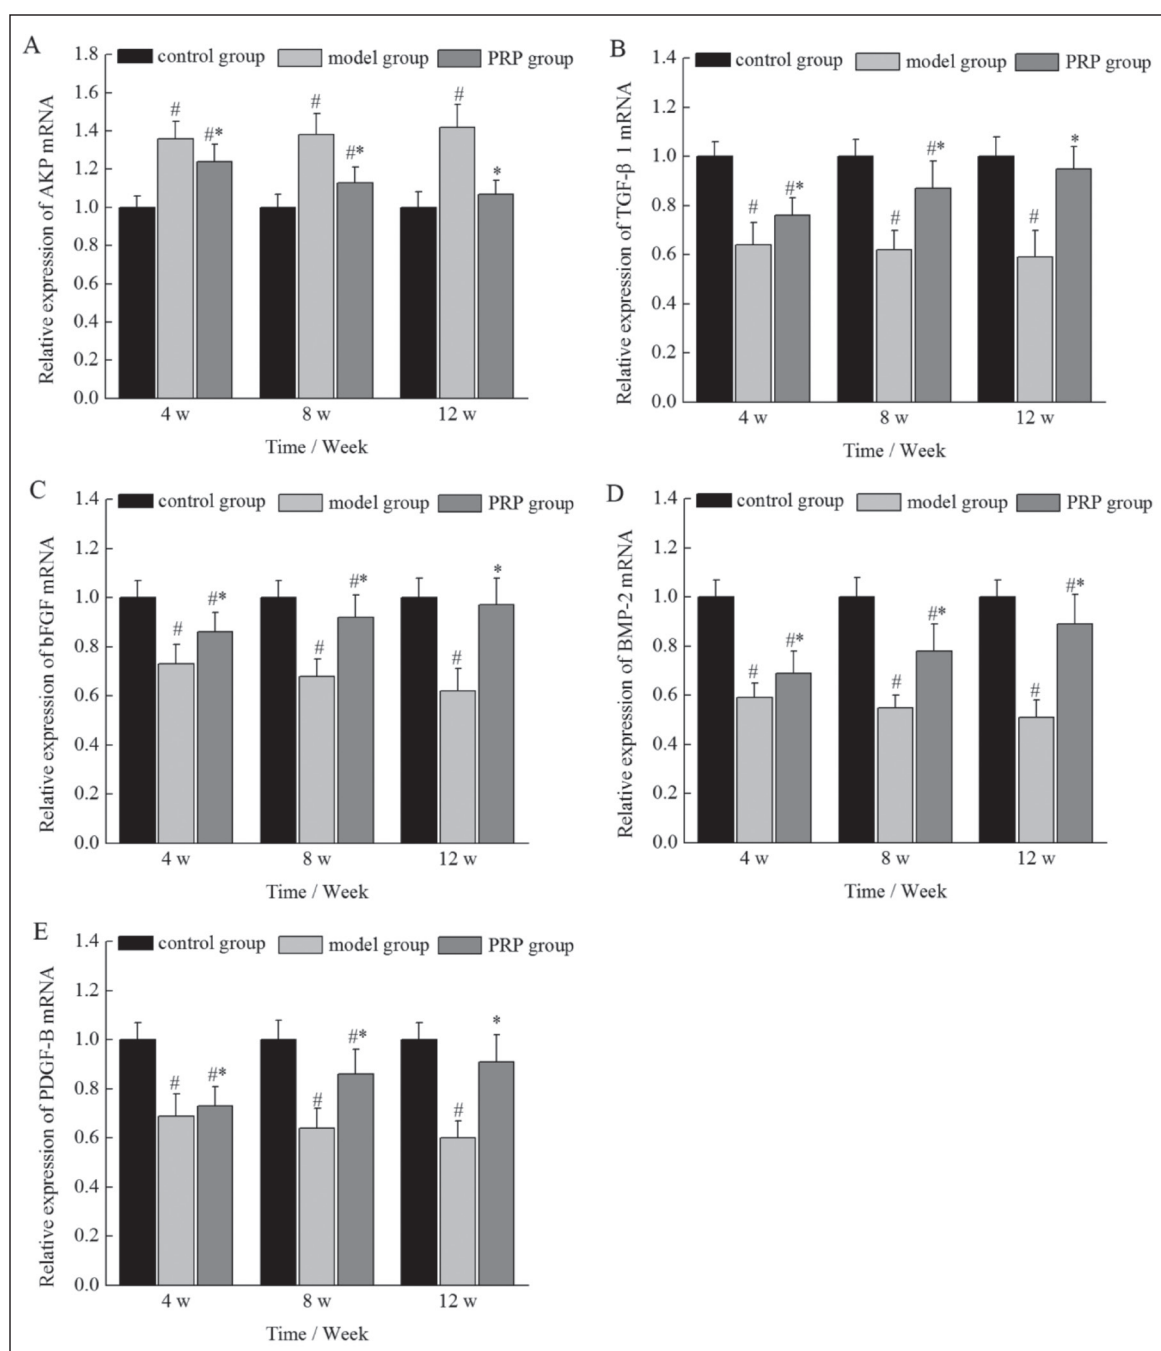 A
control group model group PRP group
Relative expression of AKP mRNA
1.8
1.6
1.4
1.2
1.0
0.8
0.6
0.4
0.2
0.0
# #* # #* # *
4 w 8 w 12 w
Time / Week
B
control group model group PRP group
Relative expression of TGF-β 1 mRNA
1.4
1.2
1.0
0.8
0.6
0.4
0.2
0.0
# #* # #* # *
4 w 8 w 12 w
Time / Week
C
control group model group PRP group
Relative expression of bFGF mRNA
1.4
1.2
1.0
0.8
0.6
0.4
0.2
0.0
# #* # #* # *
4 w 8 w 12 w
Time / Week
D
control group model group PRP group
Relative expression of BMP-2 mRNA
1.4
1.2
1.0
0.8
0.6
0.4
0.2
0.0
# #* # #* # #*
4 w 8 w 12 w
Time / Week
E
control group model group PRP group
Relative expression of PDGF-B mRNA
1.4
1.2
1.0
0.8
0.6
0.4
0.2
0.0
# #* # #* # *
4 w 8 w 12 w
Time / Week